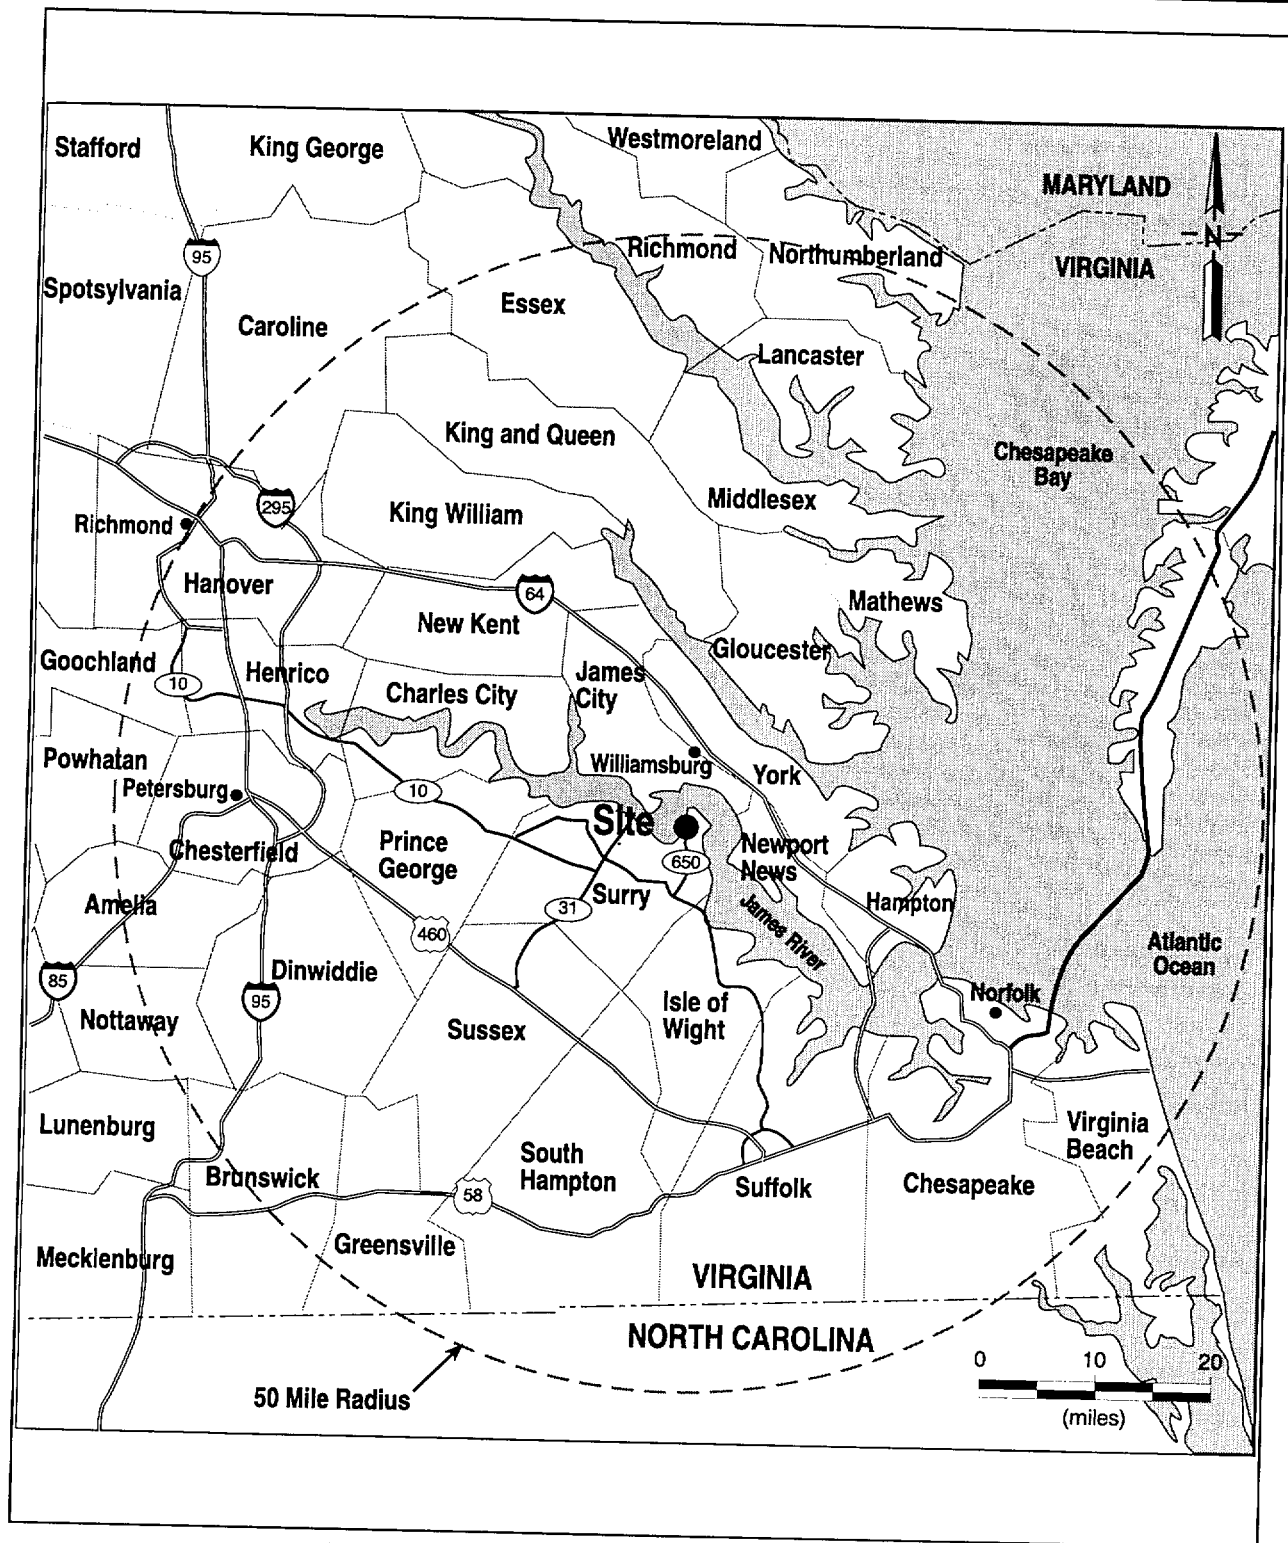 Stafford
King George
Westmoreland
MARYLAND
N
95
Richmond
Northumberland
VIRGINIA
Spotsylvania
Essex
Caroline
Lancaster
King and Queen
Chesapeake
Bay
Middlesex
295
King William
Richmond
Hanover
64
Mathews
New Kent
Gloucester
Goochland
Henrico
James
City
10
Charles City
Powhatan
Williamsburg
York
Petersburg
10
Site
Prince
George
Newport
News
Chesterfield
650
Surry
Amelia
31
Hampton
James River
460
Atlantic
Ocean
85
Dinwiddie
95
Norfolk
Isle of
Wight
Nottaway
Sussex
Lunenburg
Virginia
Beach
South
Hampton
Brunswick
58
Suffolk
Chesapeake
Greensville
Mecklenburg
VIRGINIA
NORTH CAROLINA
0 10 20
(miles)
50 Mile Radius